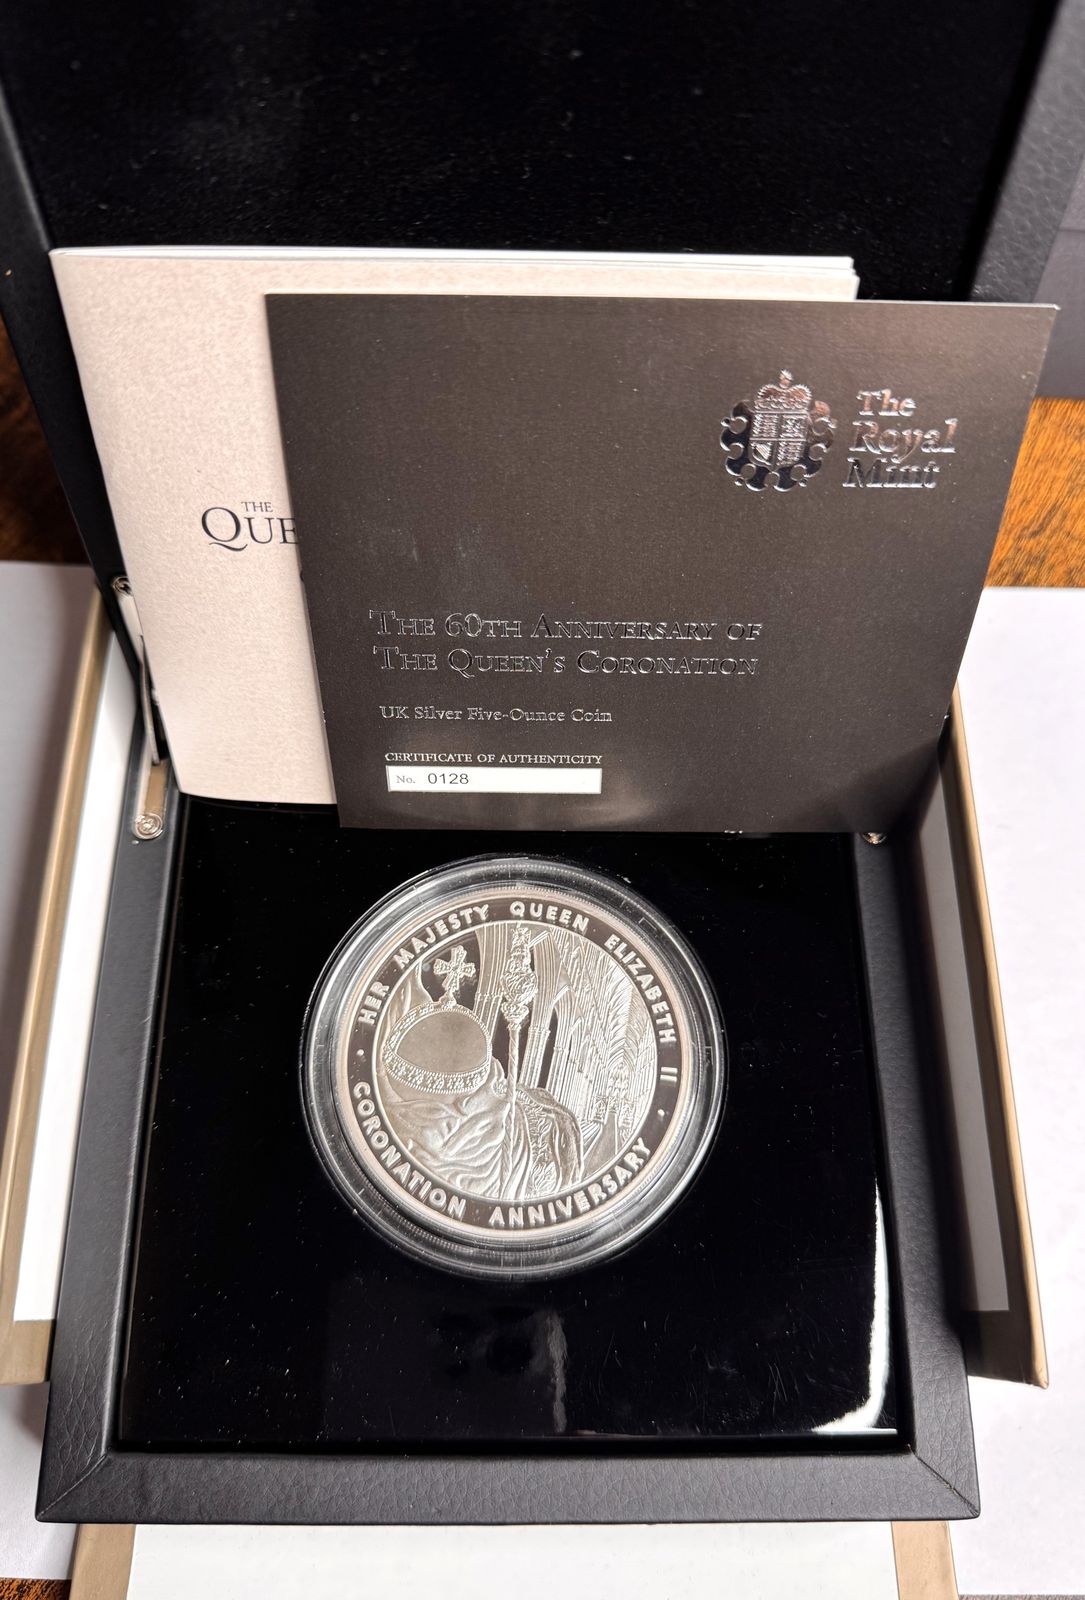 The
Royal
Mint
THE
QUE
THE 60TH ANNIVERSARY OF
THE QUEEN'S CORONATION
UK Silver Five-Ounce Coin
CERTIFICATE OF AUTHENTICITY
No. 0128
· HER MAJESTY QUEEN ELIZABETH II ·
CORONATION ANNIVERSARY